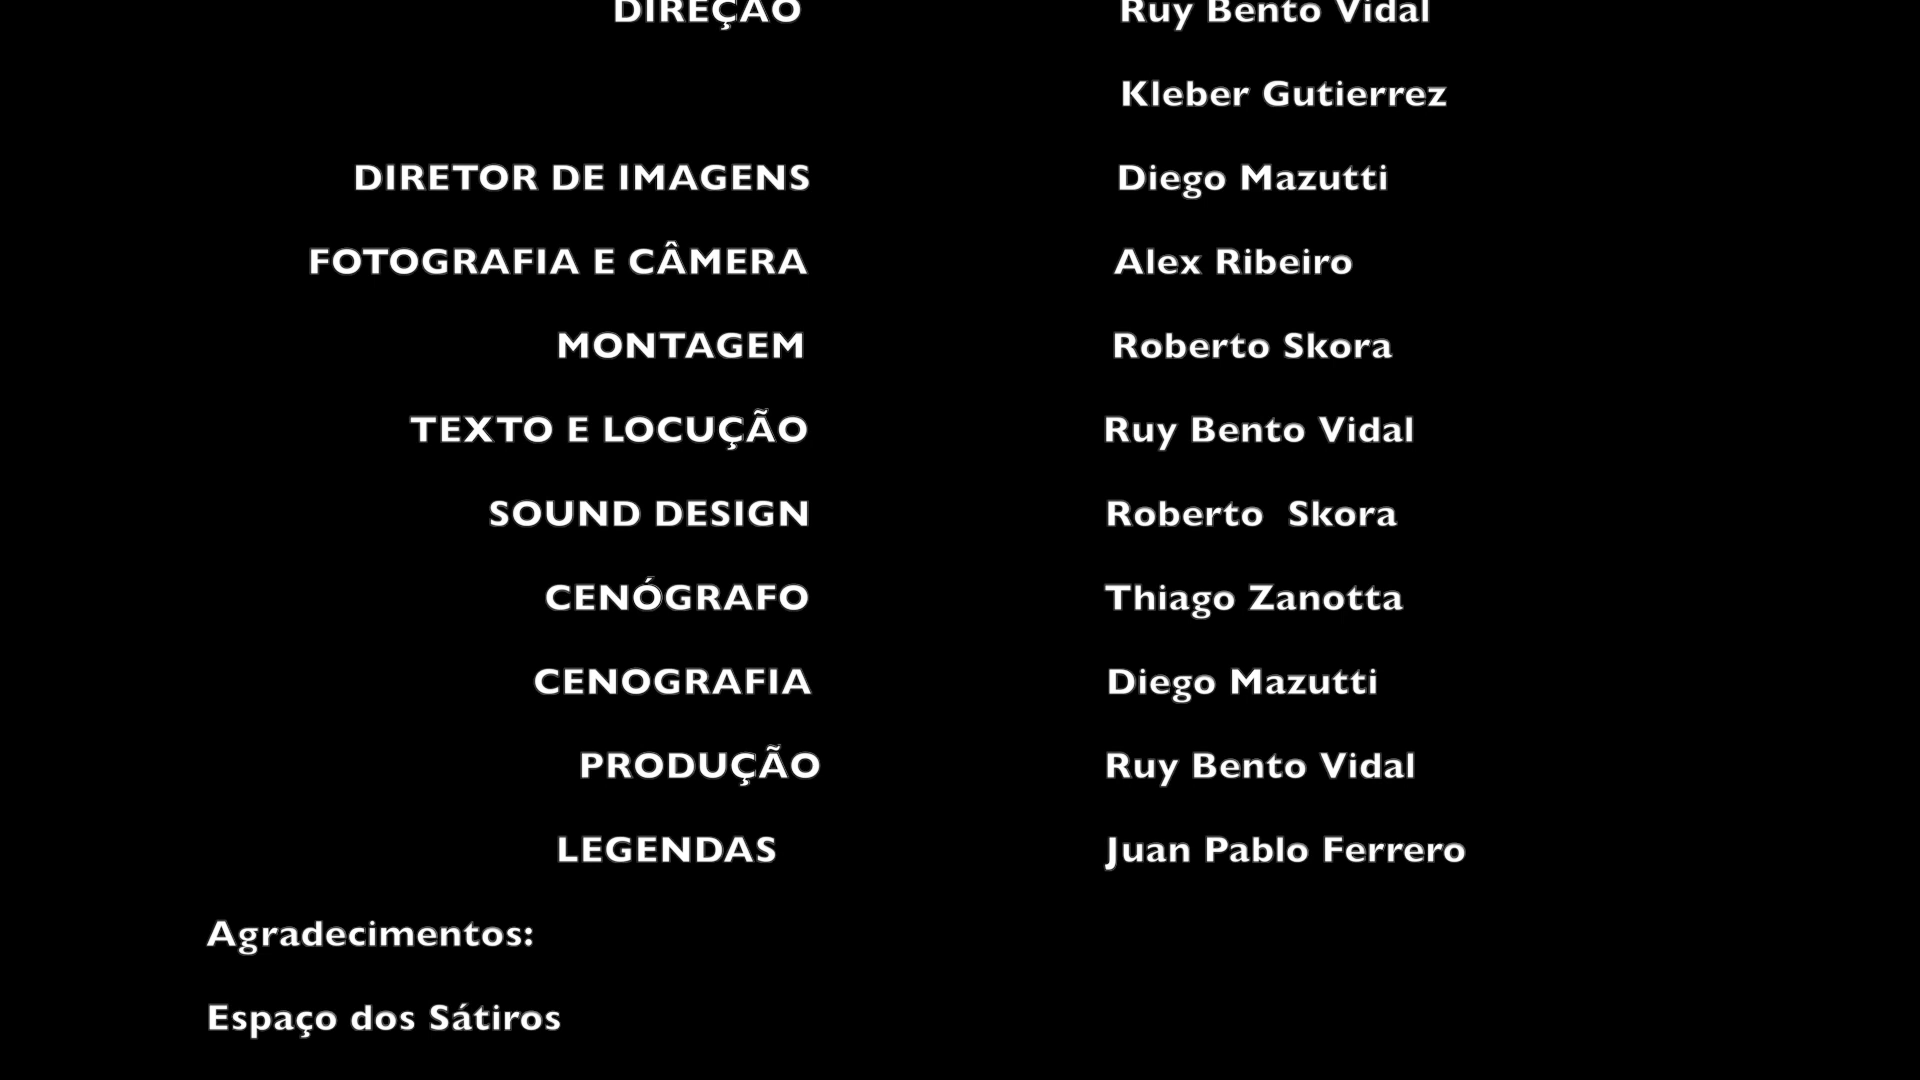 DIREÇÃO Ruy Bento Vidal
Kleber Gutierrez
DIRETOR DE IMAGENS Diego Mazutti
FOTOGRAFIA E CÂMERA Alex Ribeiro
MONTAGEM Roberto Skora
TEXTO E LOCUÇÃO Ruy Bento Vidal
SOUND DESIGN Roberto Skora
CENÓGRAFO Thiago Zanotta
CENOGRAFIA Diego Mazutti
PRODUÇÃO Ruy Bento Vidal
LEGENDAS Juan Pablo Ferrero
Agradecimentos:
Espaço dos Sátiros